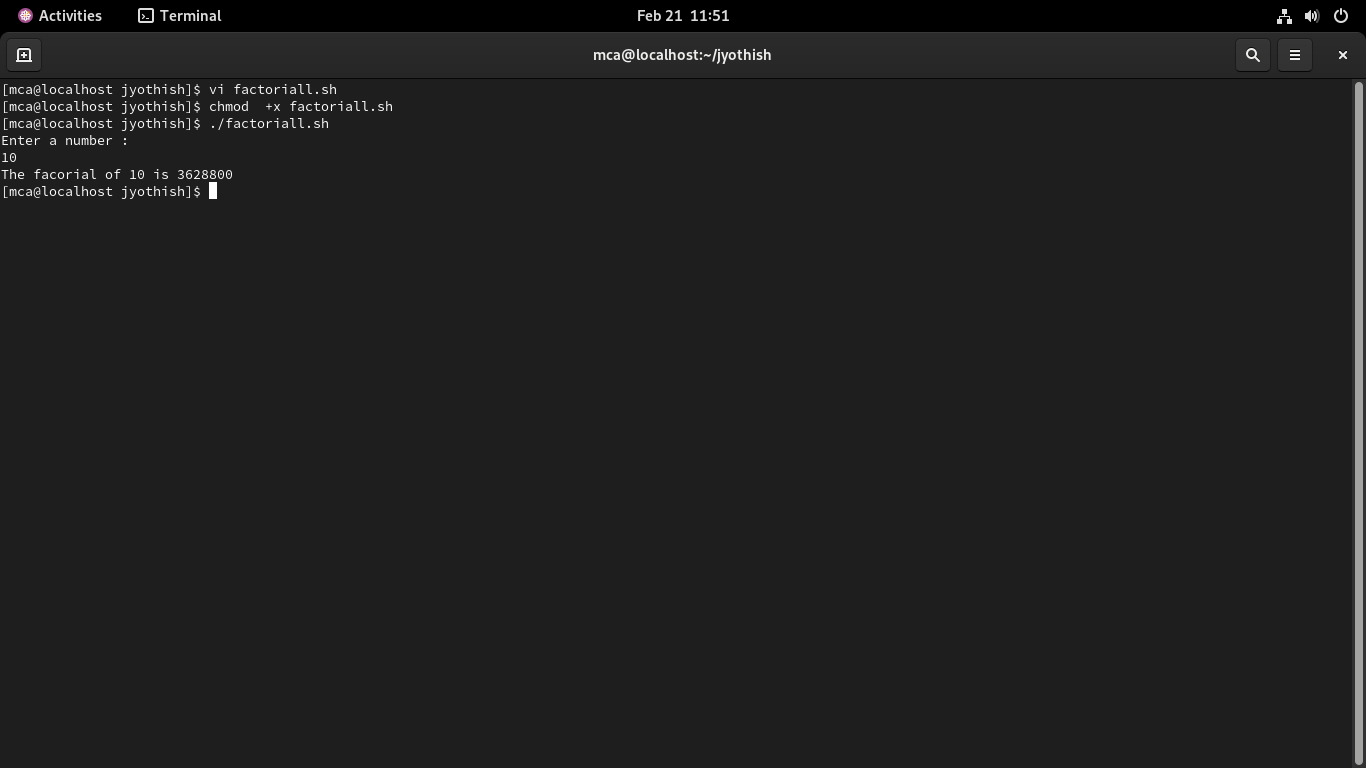 Activities Terminal Feb 21 11:51
mca@localhost:~/jyothish
[mca@localhost jyothish]$ vi factoriall.sh
[mca@localhost jyothish]$ chmod  +x factoriall.sh
[mca@localhost jyothish]$ ./factoriall.sh
Enter a number :
10
The facorial of 10 is 3628800
[mca@localhost jyothish]$